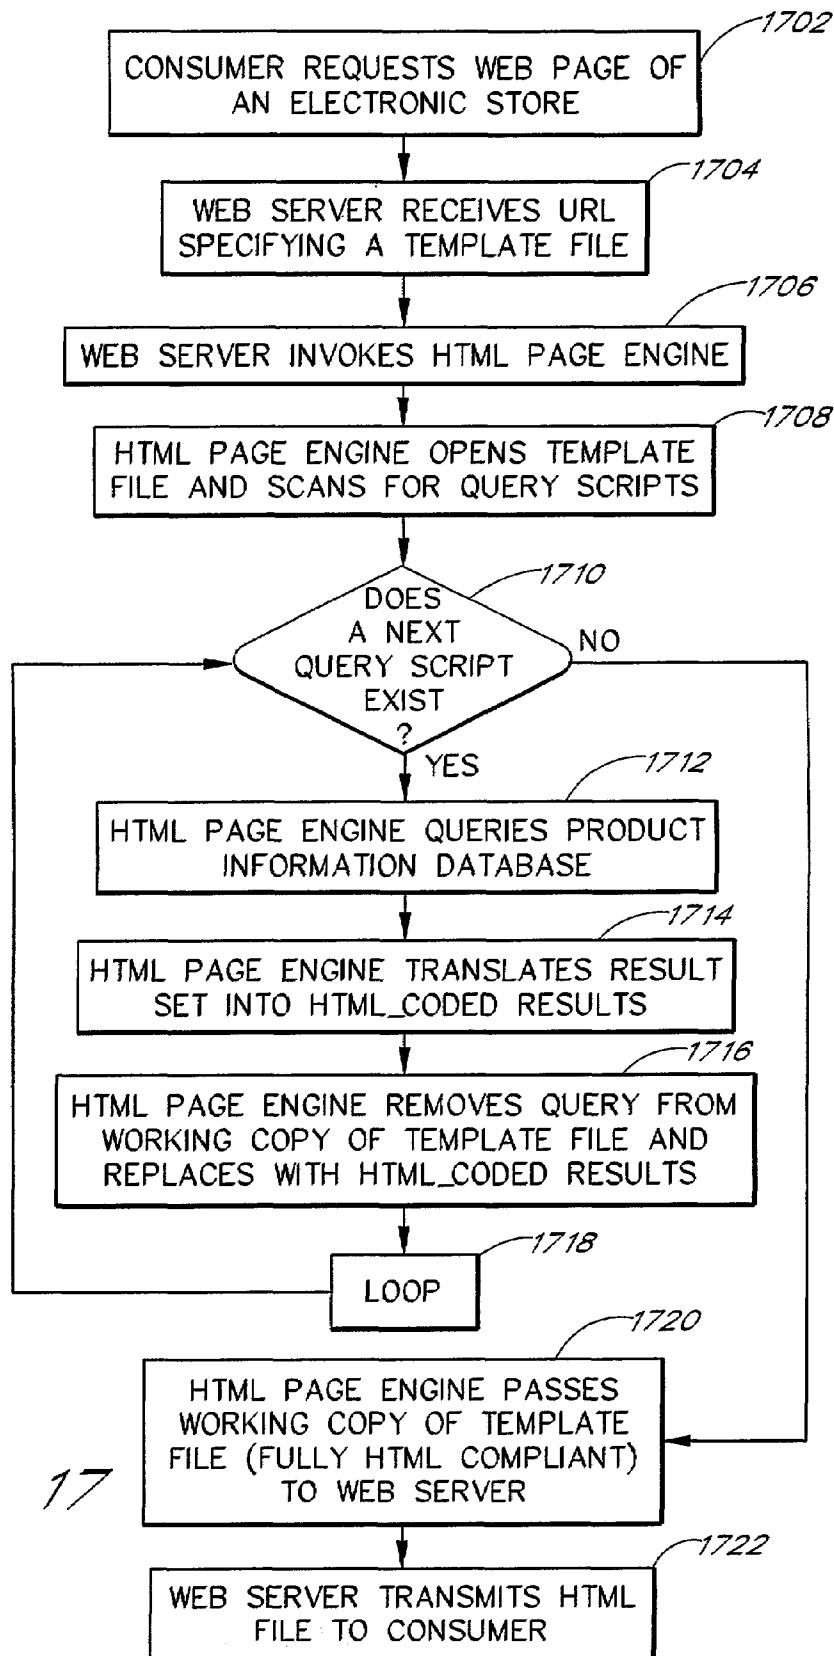 1702
CONSUMER REQUESTS WEB PAGE OF
AN ELECTRONIC STORE
1704
WEB SERVER RECEIVES URL
SPECIFYING A TEMPLATE FILE
1706
WEB SERVER INVOKES HTML PAGE ENGINE
1708
HTML PAGE ENGINE OPENS TEMPLATE
FILE AND SCANS FOR QUERY SCRIPTS
1710
DOES
A NEXT
QUERY SCRIPT
EXIST
?
NO
YES
1712
HTML PAGE ENGINE QUERIES PRODUCT
INFORMATION DATABASE
1714
HTML PAGE ENGINE TRANSLATES RESULT
SET INTO HTML_CODED RESULTS
1716
HTML PAGE ENGINE REMOVES QUERY FROM
WORKING COPY OF TEMPLATE FILE AND
REPLACES WITH HTML_CODED RESULTS
1718
LOOP
1720
HTML PAGE ENGINE PASSES
WORKING COPY OF TEMPLATE
FILE (FULLY HTML COMPLIANT)
TO WEB SERVER
17
1722
WEB SERVER TRANSMITS HTML
FILE TO CONSUMER